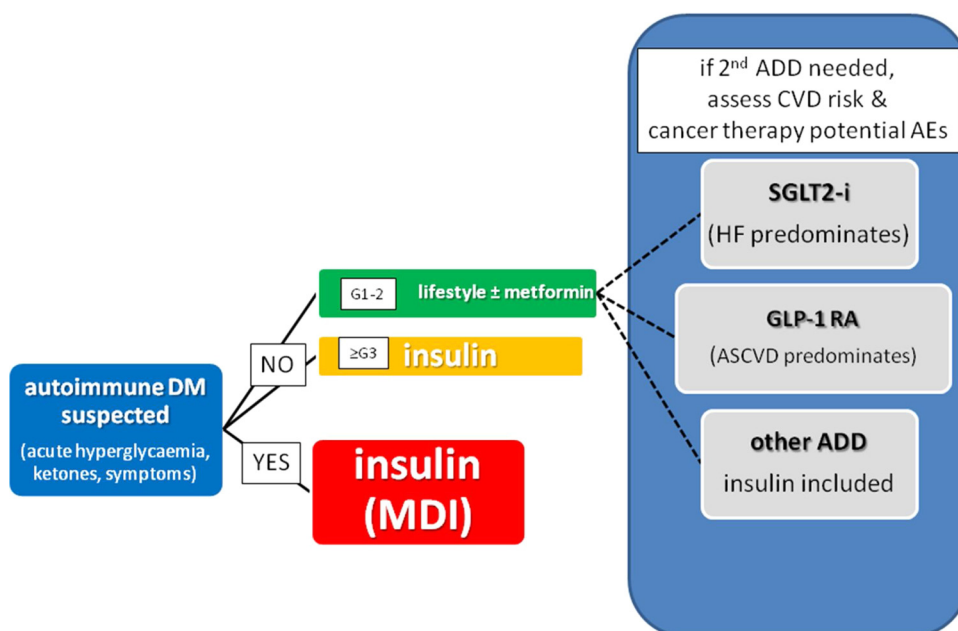 if 2nd ADD needed,
assess CVD risk &
cancer therapy potential AEs
SGLT2-i
(HF predominates)
G1-2
lifestyle ± metformin
GLP-1 RA
(ASCVD predominates)
NO
≥G3
insulin
autoimmune DM
suspected
(acute hyperglycaemia,
ketones, symptoms)
YES
insulin
(MDI)
other ADD
insulin included